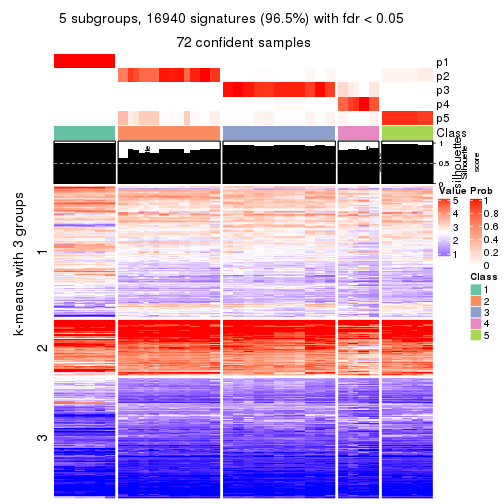 5 subgroups, 16940 signatures (96.5%) with fdr < 0.05
72 confident samples
p1
p2
p3
p4
p5
Class
1
0.5
0
silhouette
Silhouette
score
k-means with 3 groups
1
2
3
Value
5
4
3
2
1
Prob
1
0.8
0.6
0.4
0.2
0
Class
1
2
3
4
5